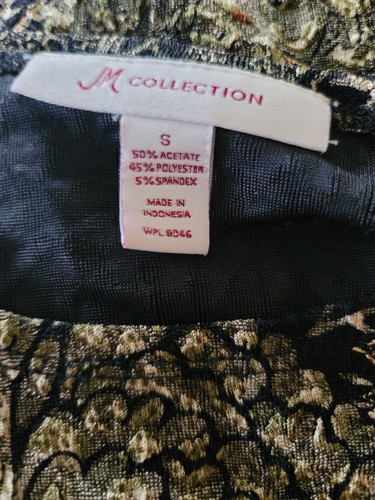 JM COLLECTION
S
50% ACETATE
45% POLYESTER
5% SPANDEX
MADE IN
INDONESIA
WPL 8046